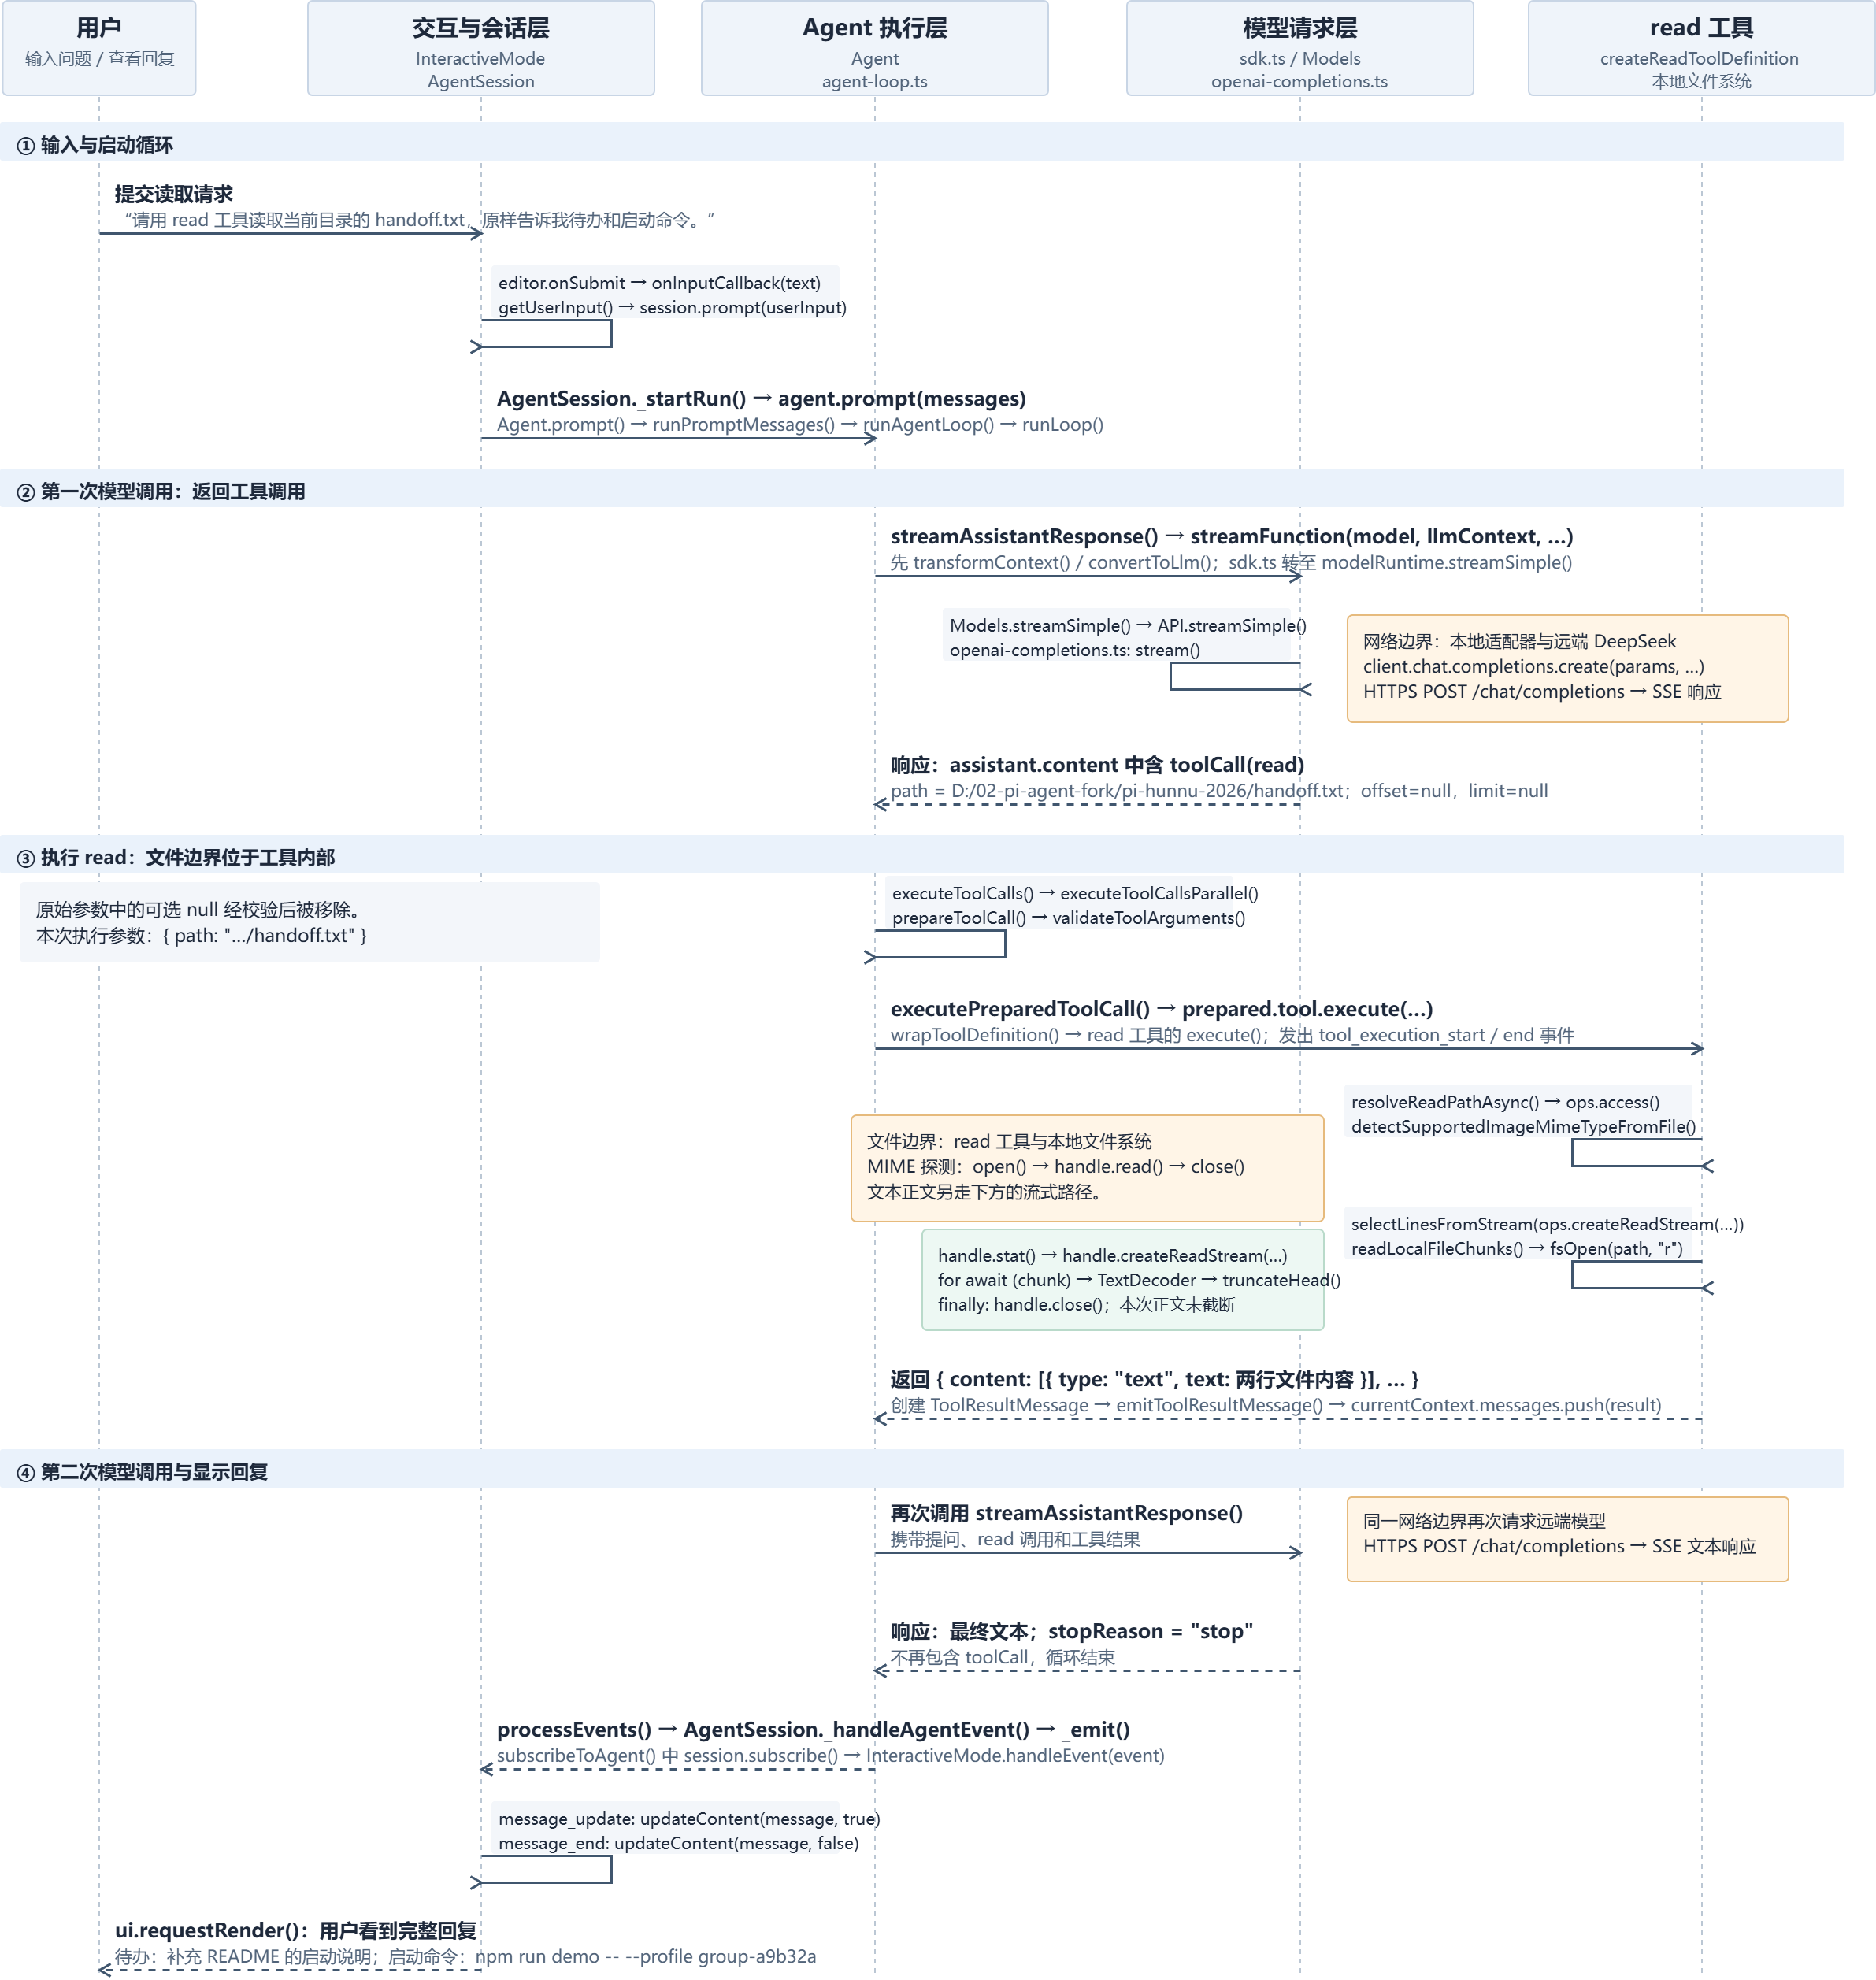 用户
输入问题 / 查看回复
交互与会话层
InteractiveMode
AgentSession
Agent 执行层
Agent
agent-loop.ts
模型请求层
sdk.ts / Models
openai-completions.ts
read 工具
createReadToolDefinition
本地文件系统
① 输入与启动循环
提交读取请求
“请用 read 工具读取当前目录的 handoff.txt，原样告诉我待办和启动命令。”
editor.onSubmit → onInputCallback(text)
getUserInput() → session.prompt(userInput)
AgentSession._startRun() → agent.prompt(messages)
Agent.prompt() → runPromptMessages() → runAgentLoop() → runLoop()
② 第一次模型调用：返回工具调用
streamAssistantResponse() → streamFunction(model, llmContext, …)
先 transformContext() / convertToLlm()；sdk.ts 转至 modelRuntime.streamSimple()
Models.streamSimple() → API.streamSimple()
openai-completions.ts: stream()
网络边界：本地适配器与远端 DeepSeek
client.chat.completions.create(params, …)
HTTPS POST /chat/completions → SSE 响应
响应：assistant.content 中含 toolCall(read)
path = D:/02-pi-agent-fork/pi-hunnu-2026/handoff.txt；offset=null，limit=null
③ 执行 read：文件边界位于工具内部
原始参数中的可选 null 经校验后被移除。
本次执行参数：{ path: "…/handoff.txt" }
executeToolCalls() → executeToolCallsParallel()
prepareToolCall() → validateToolArguments()
executePreparedToolCall() → prepared.tool.execute(…)
wrapToolDefinition() → read 工具的 execute()；发出 tool_execution_start / end 事件
resolveReadPathAsync() → ops.access()
detectSupportedImageMimeTypeFromFile()
文件边界：read 工具与本地文件系统
MIME 探测：open() → handle.read() → close()
文本正文另走下方的流式路径。
selectLinesFromStream(ops.createReadStream(…))
readLocalFileChunks() → fsOpen(path, "r")
handle.stat() → handle.createReadStream(…)
for await (chunk) → TextDecoder → truncateHead()
finally: handle.close()；本次正文未截断
返回 { content: [{ type: "text", text: 两行文件内容 }], … }
创建 ToolResultMessage → emitToolResultMessage() → currentContext.messages.push(result)
④ 第二次模型调用与显示回复
再次调用 streamAssistantResponse()
携带提问、read 调用和工具结果
同一网络边界再次请求远端模型
HTTPS POST /chat/completions → SSE 文本响应
响应：最终文本；stopReason = "stop"
不再包含 toolCall，循环结束
processEvents() → AgentSession._handleAgentEvent() → _emit()
subscribeToAgent() 中 session.subscribe() → InteractiveMode.handleEvent(event)
message_update: updateContent(message, true)
message_end: updateContent(message, false)
ui.requestRender()：用户看到完整回复
待办：补充 README 的启动说明；启动命令：npm run demo -- --profile group-a9b32a